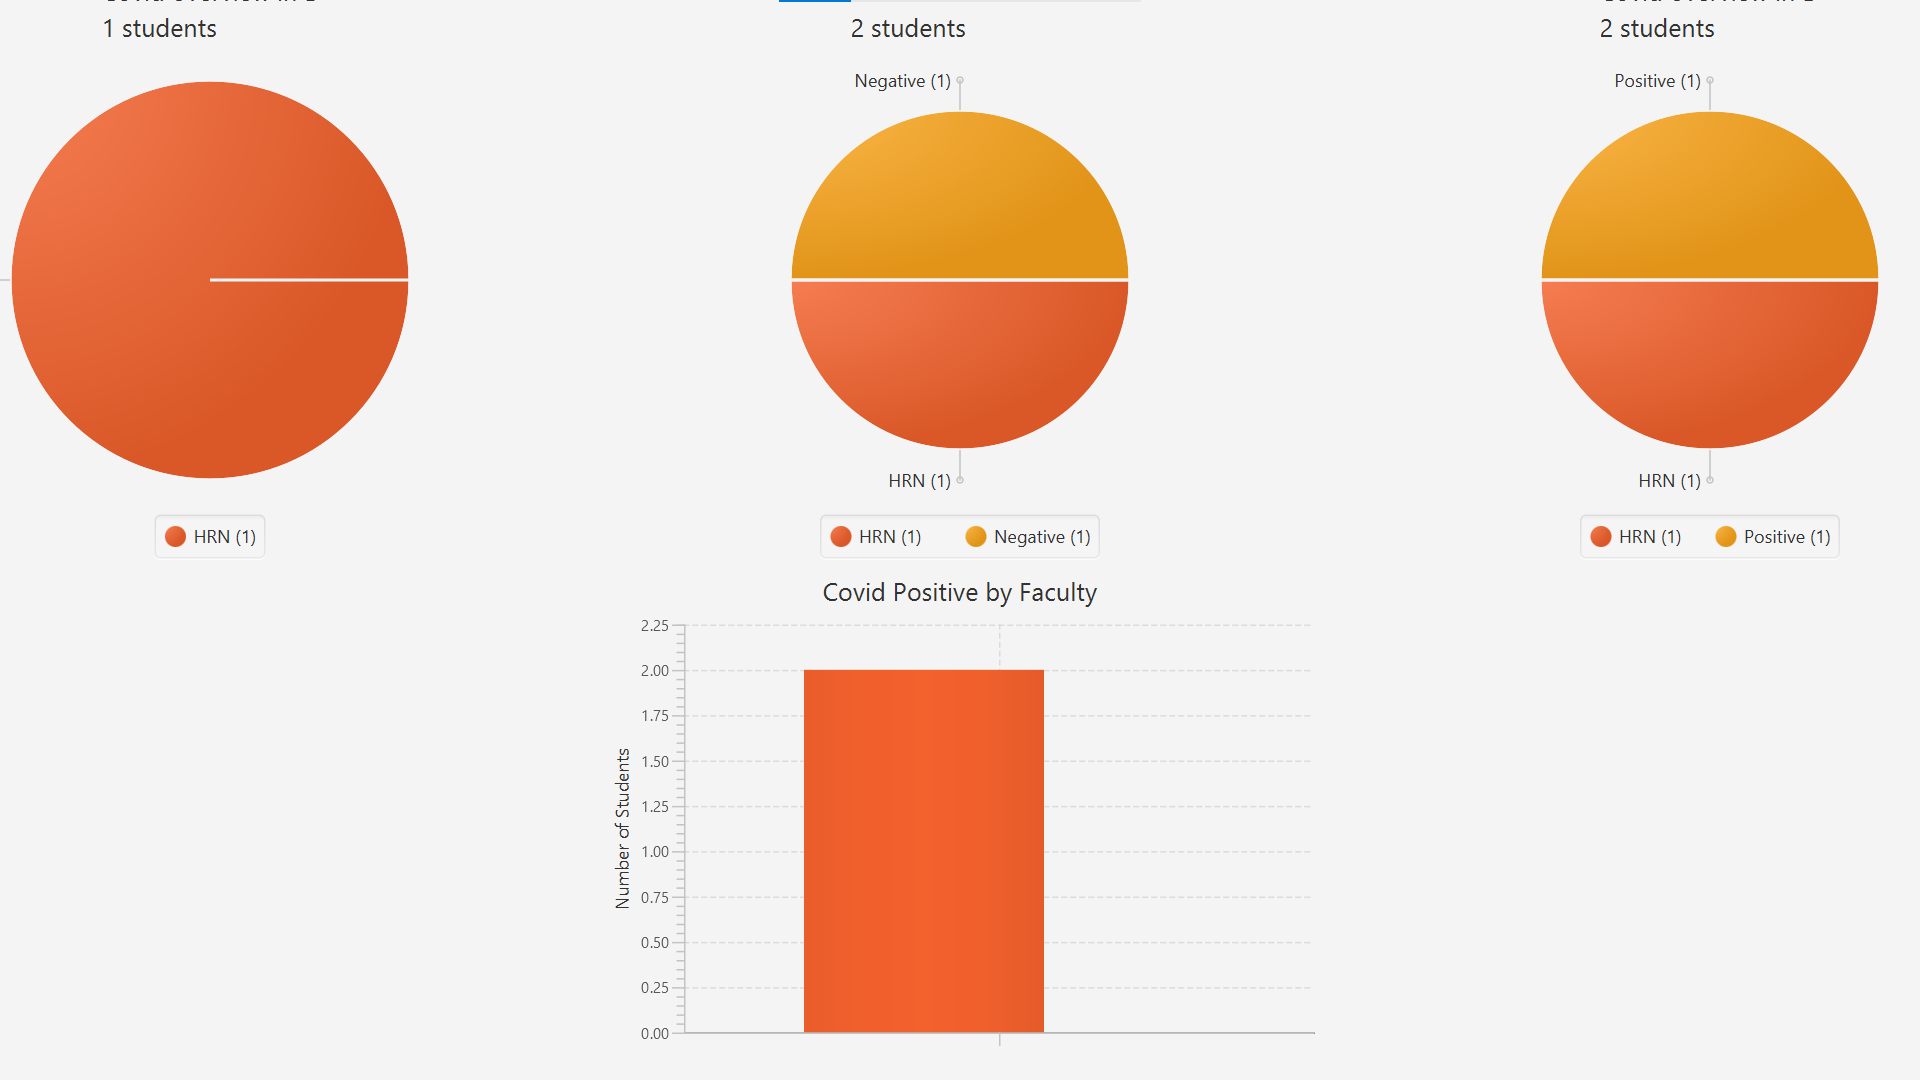 1 students
HRN (1)
2 students
Negative (1)
HRN (1)
HRN (1) Negative (1)
2 students
Positive (1)
HRN (1)
HRN (1) Positive (1)
Covid Positive by Faculty
Number of Students
2.25
2.00
1.75
1.50
1.25
1.00
0.75
0.50
0.25
0.00